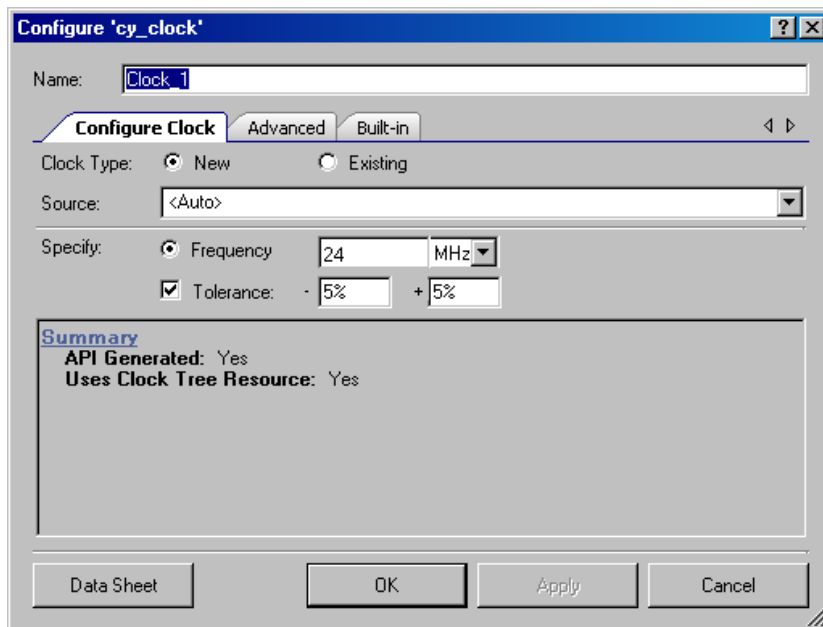 Configure 'cy_clock'
Name: Clock_1
Configure Clock Advanced Built-in
Clock Type: New Existing
Source: <Auto>
Specify: Frequency 24 MHz
Tolerance: - 5% + 5%
Summary
API Generated: Yes
Uses Clock Tree Resource: Yes
Data Sheet OK Apply Cancel